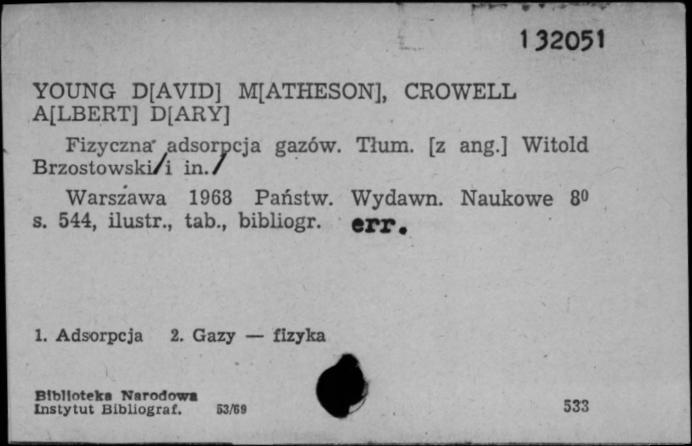 132051
YOUNG D[AVID] M[ATHESON], CROWELL
A[LBERT] D[ARY]
Fizyczna adsorpcja gazów. Tłum. [z ang.] Witold
Brzostowski/i in./
Warszawa 1968 Państw. Wydawn. Naukowe 8⁰
s. 544, ilustr., tab., bibliogr. err.
1. Adsorpcja 2. Gazy — fizyka
Biblioteka Narodowa
Instytut Bibliograf. 53/69 533